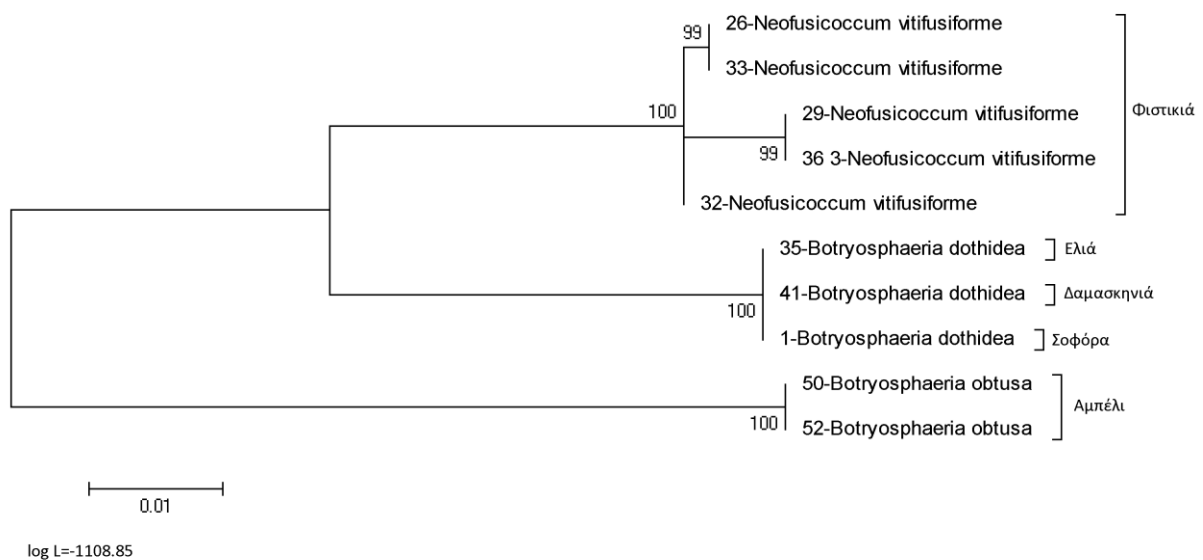 99
26-Neofusicoccum vitifusiforme
33-Neofusicoccum vitifusiforme
100
29-Neofusicoccum vitifusiforme
Φιστικιά
99
36 3-Neofusicoccum vitifusiforme
32-Neofusicoccum vitifusiforme
35-Botryosphaeria dothidea
Ελιά
41-Botryosphaeria dothidea
Δαμασκηνιά
100
1-Botryosphaeria dothidea
Σοφόρα
50-Botryosphaeria obtusa
Αμπέλι
100
52-Botryosphaeria obtusa
0.01
log L=-1108.85